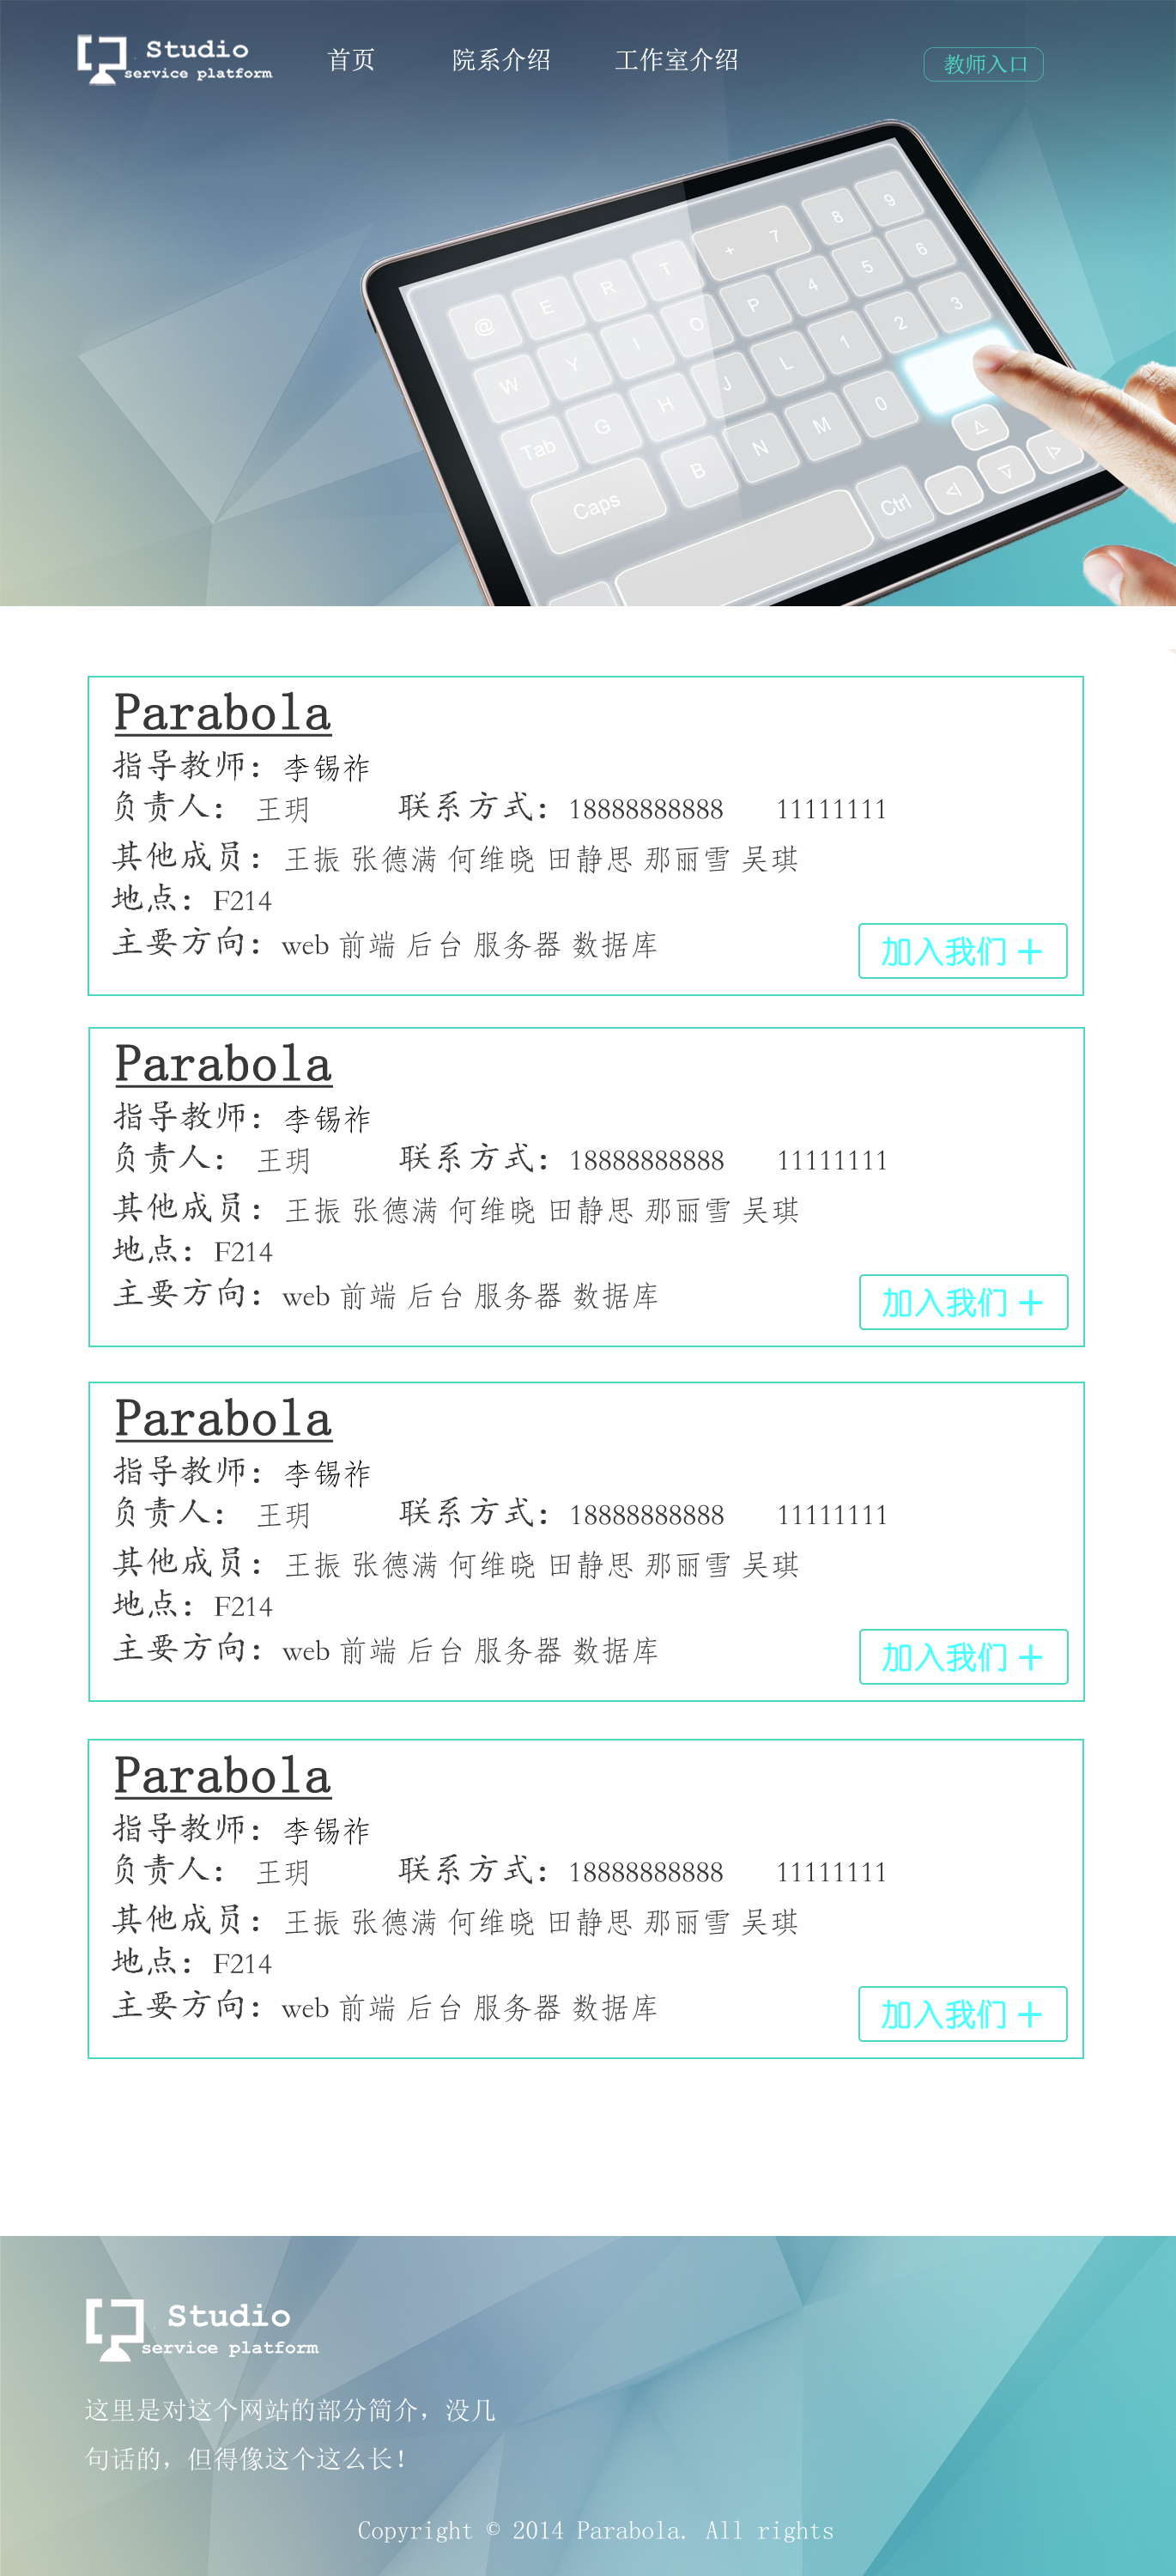 Studio
service platform
首页 院系介绍 工作室介绍 教师入口
@ E R T + 7 8 9
W Y I O P 4 5 6
Tab G H J L 1 2 3
Caps B N M 0
Ctrl
Parabola
指导教师：李锡祚
负责人： 王玥 联系方式：18888888888 11111111
其他成员：王振 张德满 何维晓 田静思 那丽雪 吴琪
地点：F214
主要方向：web 前端 后台 服务器 数据库
加入我们 +
Parabola
指导教师：李锡祚
负责人： 王玥 联系方式：18888888888 11111111
其他成员：王振 张德满 何维晓 田静思 那丽雪 吴琪
地点：F214
主要方向：web 前端 后台 服务器 数据库
加入我们 +
Parabola
指导教师：李锡祚
负责人： 王玥 联系方式：18888888888 11111111
其他成员：王振 张德满 何维晓 田静思 那丽雪 吴琪
地点：F214
主要方向：web 前端 后台 服务器 数据库
加入我们 +
Parabola
指导教师：李锡祚
负责人： 王玥 联系方式：18888888888 11111111
其他成员：王振 张德满 何维晓 田静思 那丽雪 吴琪
地点：F214
主要方向：web 前端 后台 服务器 数据库
加入我们 +
Studio
service platform
这里是对这个网站的部分简介，没几
句话的，但得像这个这么长！
Copyright © 2014 Parabola. All rights